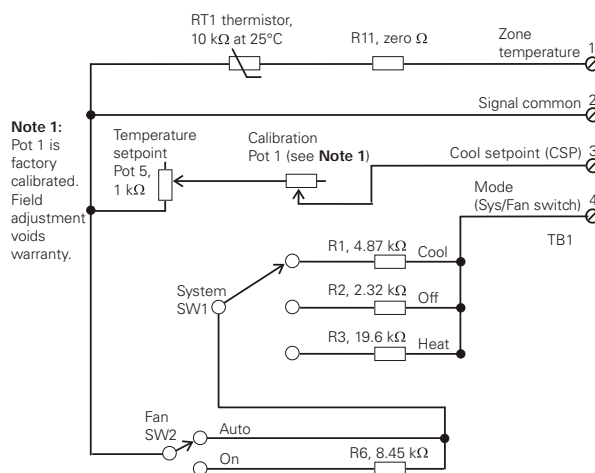 RT1 thermistor,
10 kΩ at 25°C
R11, zero Ω
Zone
temperature
1
Signal common
2
Note 1:
Pot 1 is
factory
calibrated.
Field
adjustment
voids
warranty.
Temperature
setpoint
Pot 5,
1 kΩ
Calibration
Pot 1 (see Note 1)
Cool setpoint (CSP)
3
Mode
(Sys/Fan switch)
4
TB1
R1, 4.87 kΩ
Cool
System
SW1
R2, 2.32 kΩ
Off
R3, 19.6 kΩ
Heat
Fan
SW2
Auto
On
R6, 8.45 kΩ